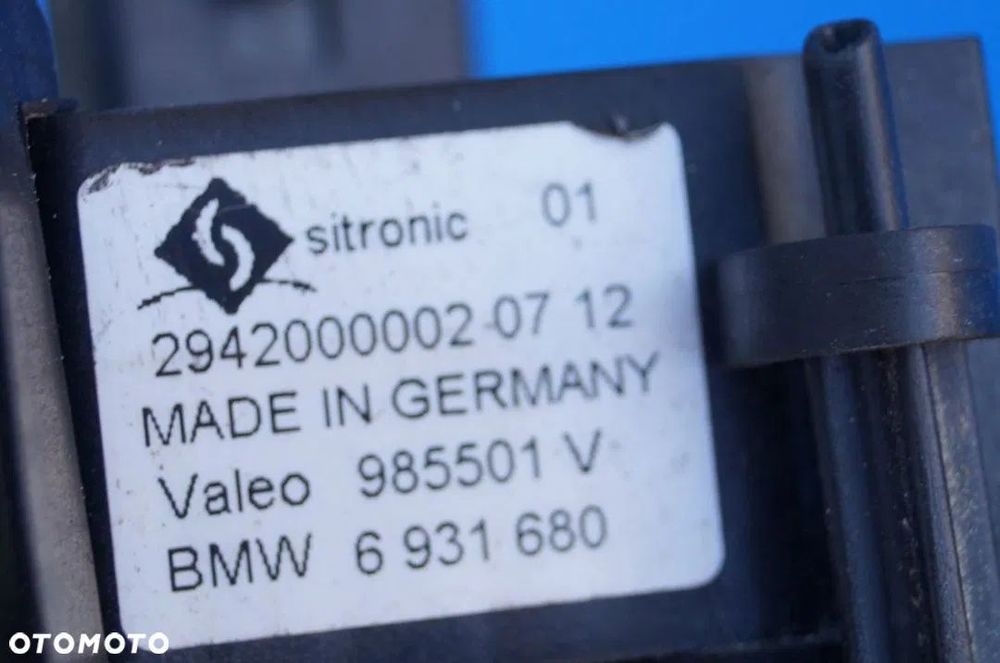 sitronic 01
2942000002 07 12
MADE IN GERMANY
Valeo 985501 V
BMW 6 931 680
OTOMOTO